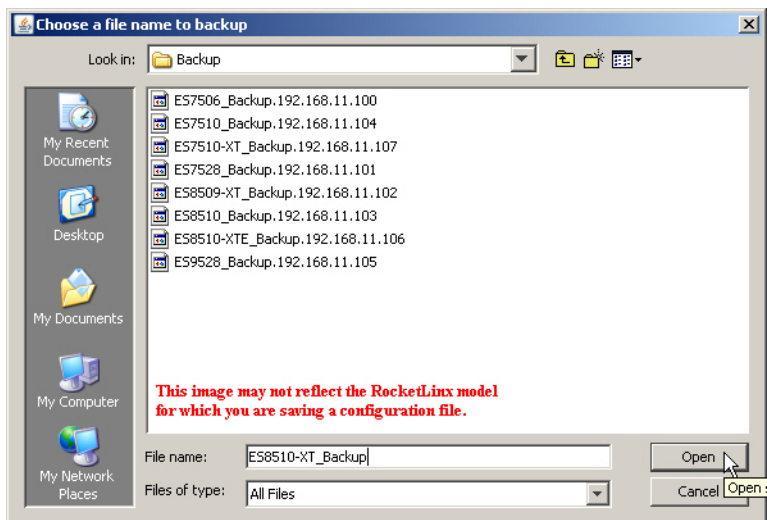 Choose a file name to backup
Look in:
Backup
My Recent
Documents
Desktop
My Documents
My Computer
My Network
Places
ES7506_Backup.192.168.11.100
ES7510_Backup.192.168.11.104
ES7510-XT_Backup.192.168.11.107
ES7528_Backup.192.168.11.101
ES8509-XT_Backup.192.168.11.102
ES8510_Backup.192.168.11.103
ES8510-XTE_Backup.192.168.11.106
ES9528_Backup.192.168.11.105
This image may not reflect the RocketLinx model
for which you are saving a configuration file.
File name:
ES8510-XT_Backup
Open
Files of type:
All Files
Cancel
Open